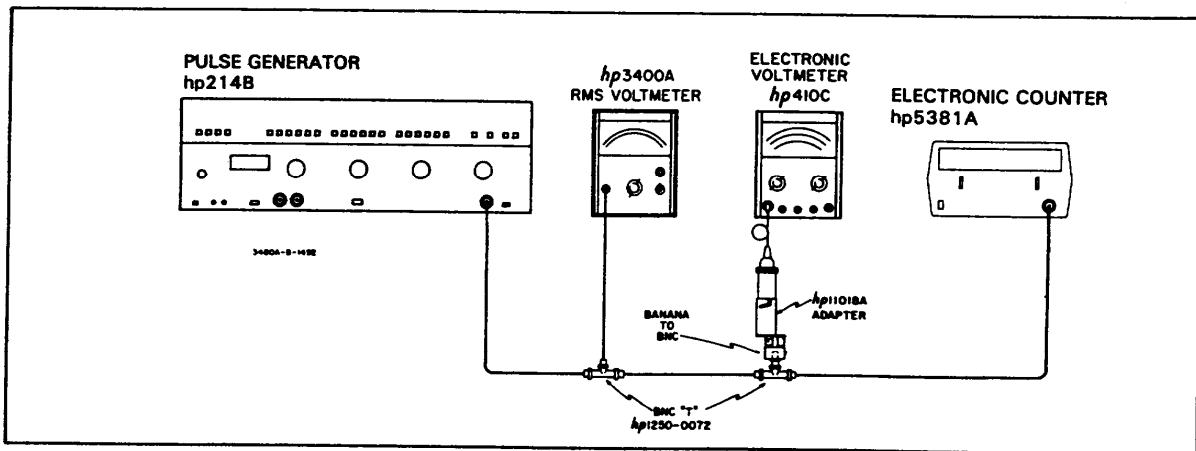 PULSE GENERATOR
hp214B
hp3400A
RMS VOLTMETER
ELECTRONIC
VOLTMETER
hp410C
ELECTRONIC COUNTER
hp5381A
3400A-B-1492
hp11018A
ADAPTER
BANANA
TO
BNC
BNC "T"
hp1250-0072